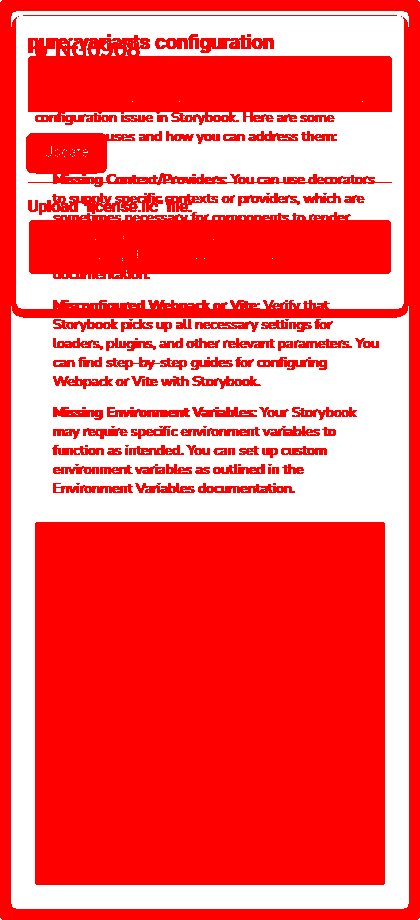 pure::variants configuration
configuration issue in Storybook. Here are some
uses and how you can address them:
Update
Missing Context/Providers: You can use decorators
to supply specific contexts or providers, which are
Upload "license.lic" file:
sometimes necessary for components to render
documentation.
Misconfigured Webpack or Vite: Verify that
Storybook picks up all necessary settings for
loaders, plugins, and other relevant parameters. You
can find step-by-step guides for configuring
Webpack or Vite with Storybook.
Missing Environment Variables: Your Storybook
may require specific environment variables to
function as intended. You can set up custom
environment variables as outlined in the
Environment Variables documentation.